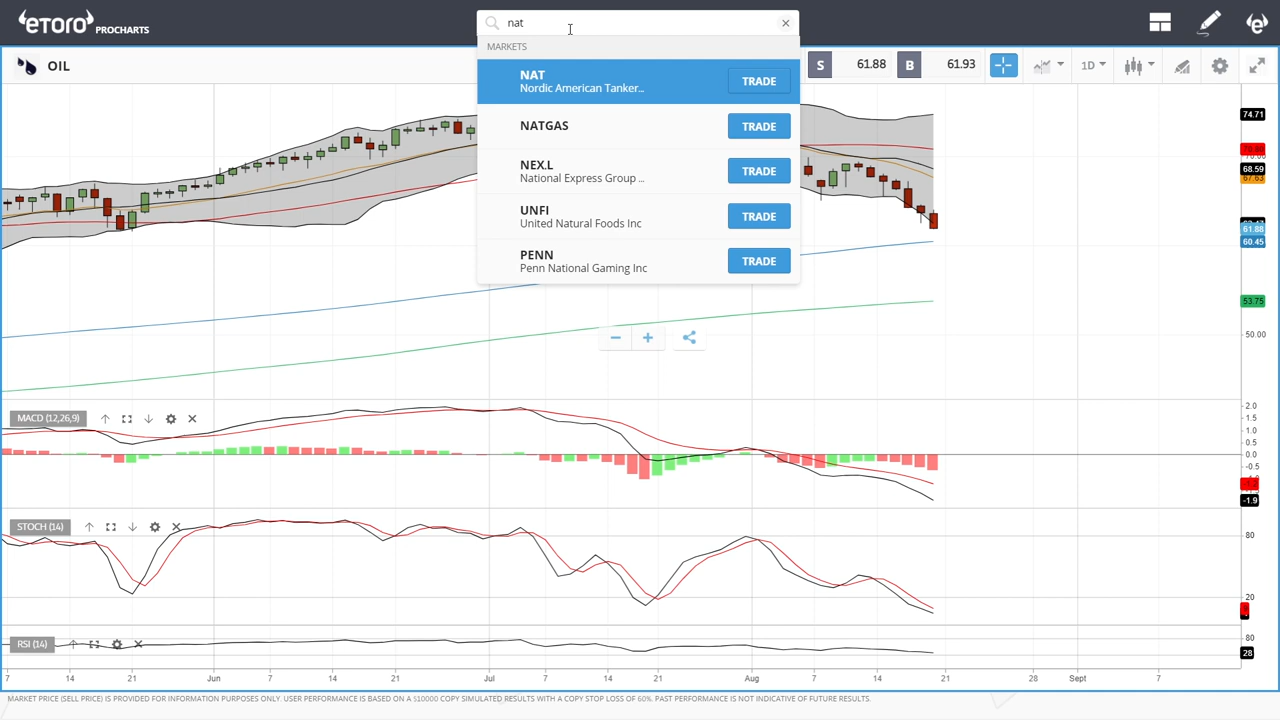 eTORO PROCHARTS
nat
MARKETS
NAT
Nordic American Tanker...
TRADE
NATGAS
TRADE
NEX.L
National Express Group ...
TRADE
UNFI
United Natural Foods Inc
TRADE
PENN
Penn National Gaming Inc
TRADE
OIL
S 61.88 B 61.93 1D
74.71
68.59
67.63
61.88
60.45
53.75
50.00
MACD (12,26,9)
2.0
1.5
1.0
0.5
0.0
-0.5
-1.9
STOCH (14)
80
20
RSI (14)
80
28
7 14 21 Jun 7 14 21 Jul 7 14 21 Aug 7 14 21 28 Sept 7
MARKET PRICE (SELL PRICE) IS PROVIDED FOR INFORMATION PURPOSES ONLY. USER PERFORMANCE IS BASED ON A $10000 COPY SIMULATED RESULTS WITH A COPY STOP LOSS OF 60%. PAST PERFORMANCE IS NOT INDICATIVE OF FUTURE RESULTS.